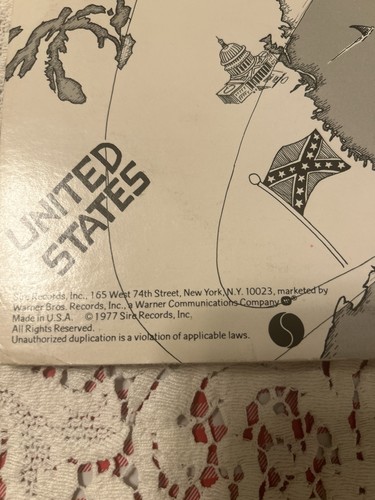 UNITED
STATES
Sire Records, Inc., 165 West 74th Street, New York, N.Y. 10023, marketed by
Warner Bros. Records, Inc., a Warner Communications Company
Made in U.S.A. © 1977 Sire Records, Inc.
All Rights Reserved.
Unauthorized duplication is a violation of applicable laws.